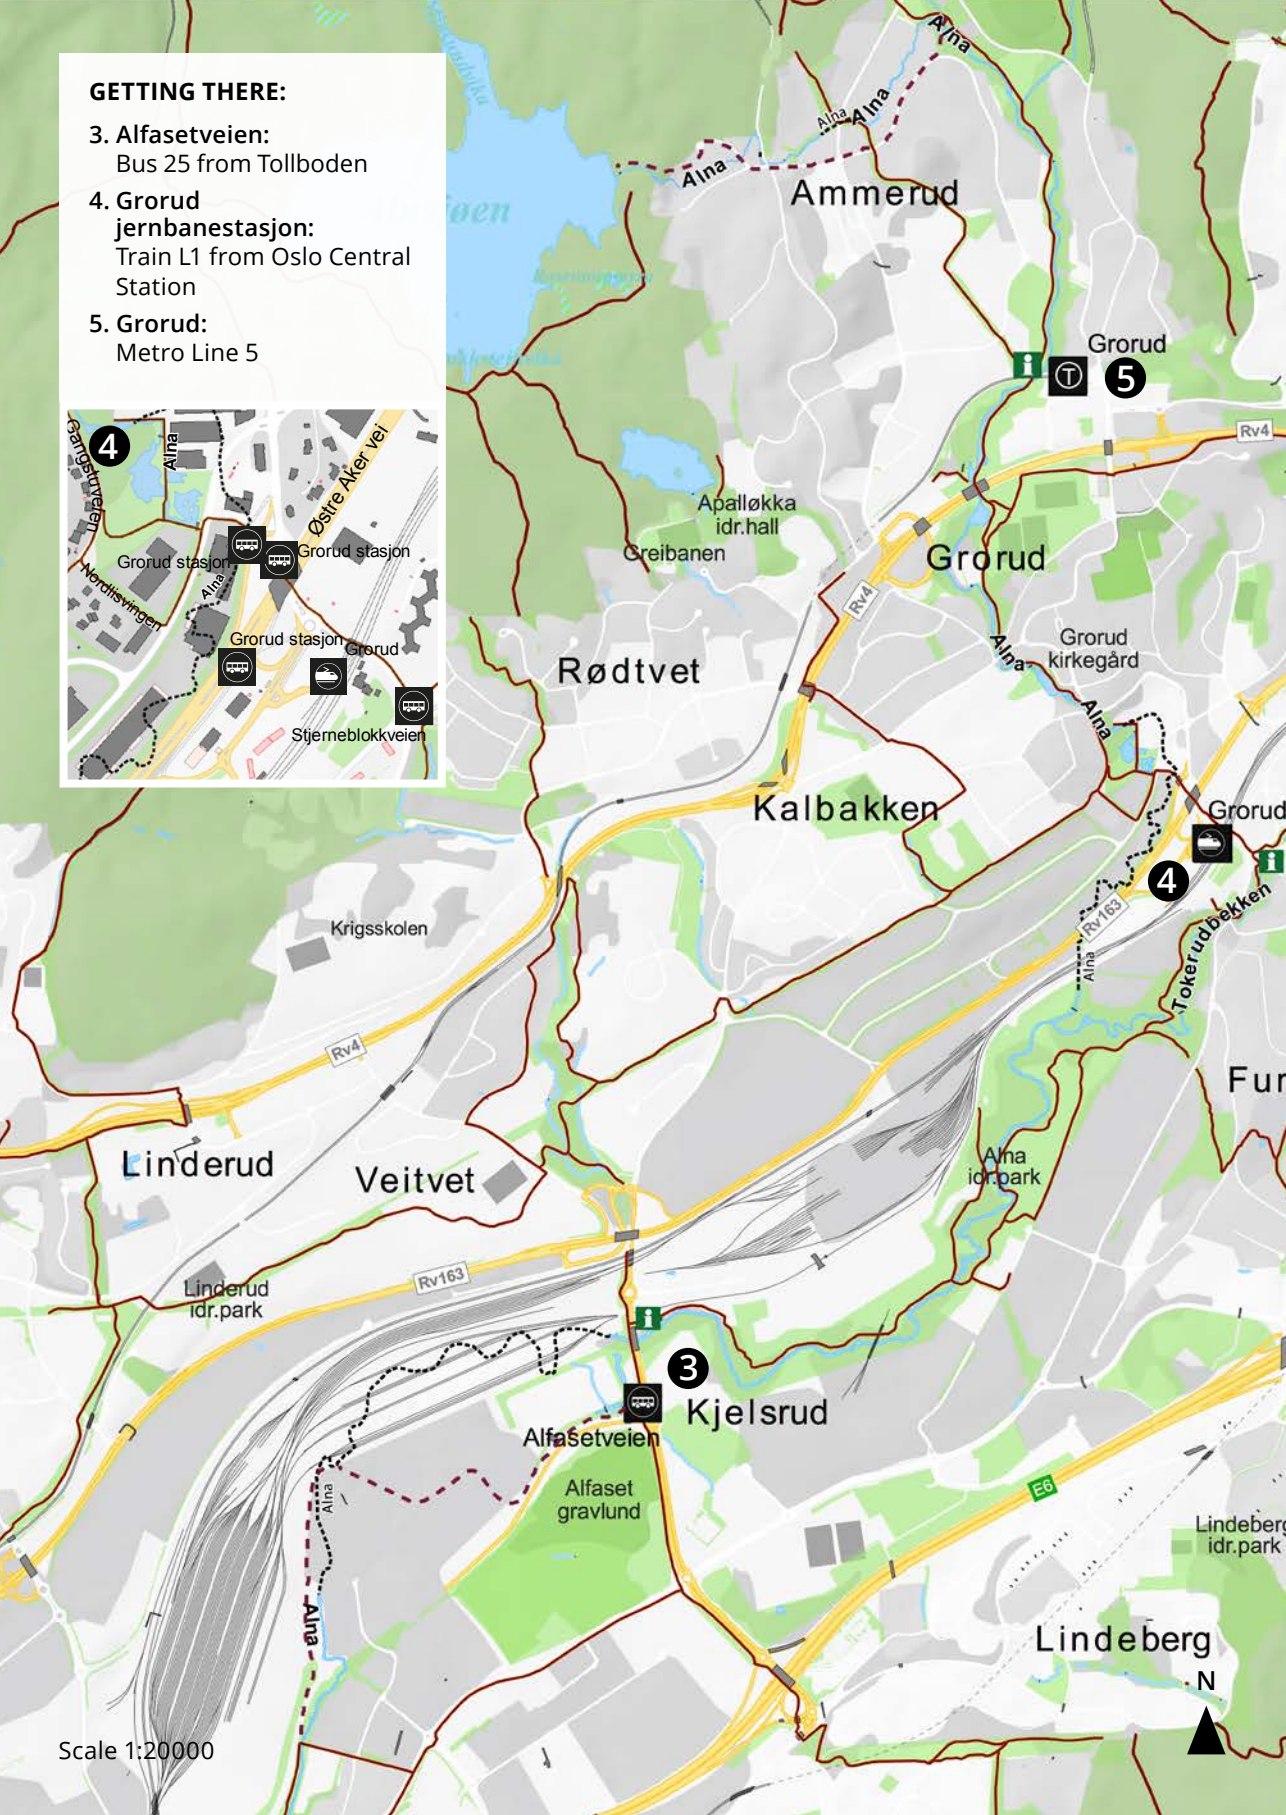 GETTING THERE:
3. Alfasetveien:
Bus 25 from Tollboden
4. Grorud
jernbanestasjon:
Train L1 from Oslo Central
Station
5. Grorud:
Metro Line 5
4
Gangstuveien
Alna
Østre Aker vei
Grorud stasjon
Grorud stasjon
Nordlisvingen
Alna
Grorud stasjon
Grorud
Stjerneblokkveien
Alna
Alna
Alna
Alna
Ammerud
Grorud
5
Rv4
Apalløkka
idr.hall
Greibanen
Grorud
Rv4
Alna
Grorud
kirkegård
Rødtvet
Alna
Kalbakken
Grorud
4
Rv163
Krigsskolen
Alna
Tokerudbekken
Rv4
Fur
Linderud
Veitvet
Alna
idr.park
Linderud
idr.park
Rv163
3
Kjelsrud
Alfasetveien
Alfaset
gravlund
E6
Alna
Lindeberg
idr.park
Alna
Lindeberg
N
Scale 1:20000